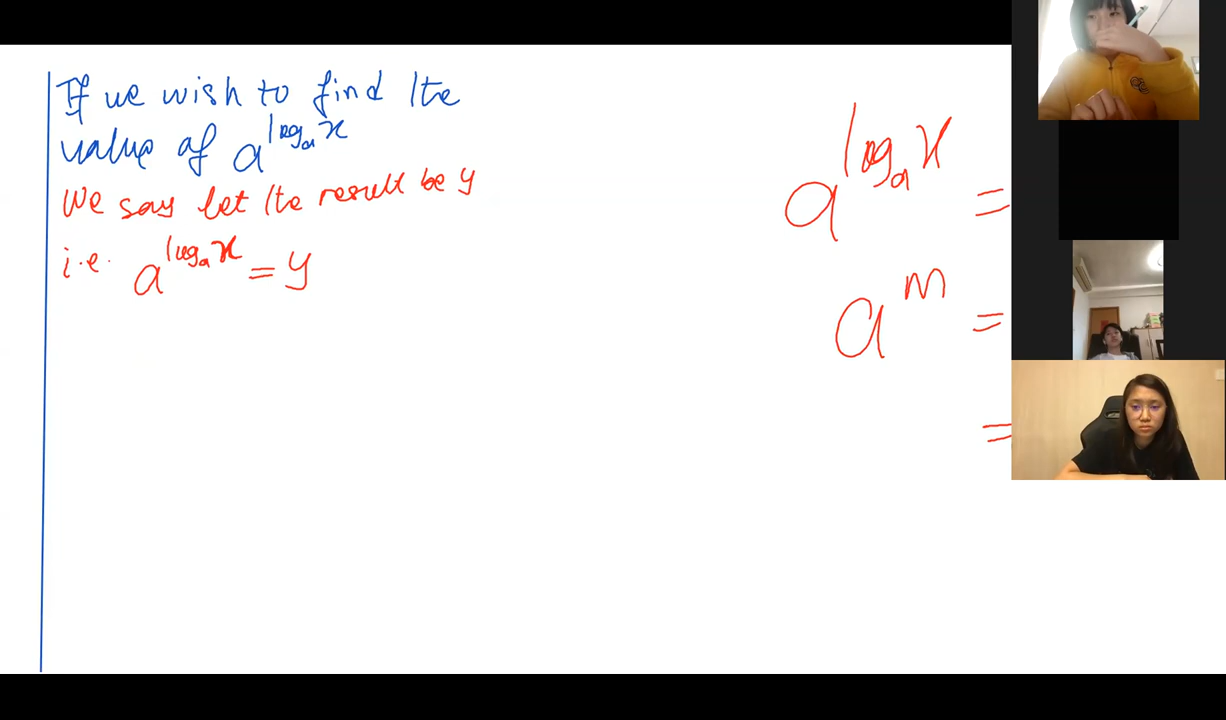 If we wish to find the
value of a^{log_a x}
We say let the result be y
i.e. a^{log_a x} = y
a^{log_a x} =
a^m =
=